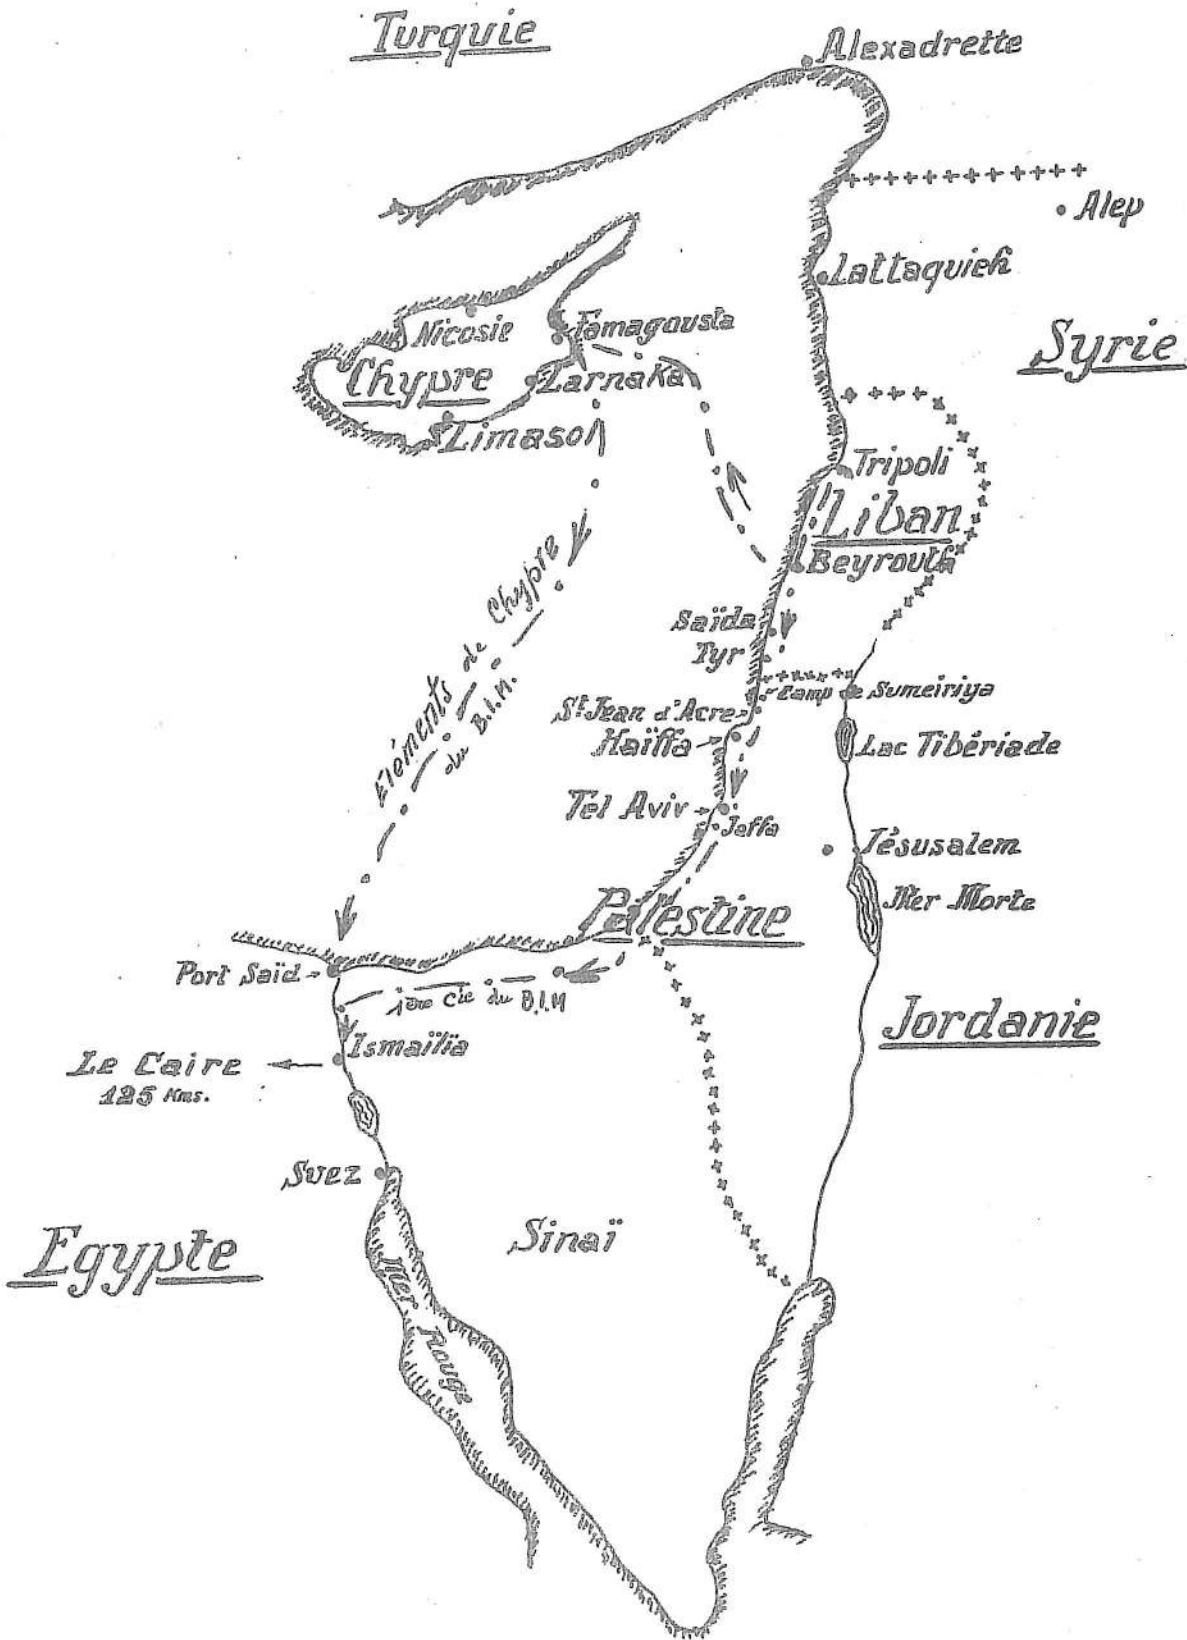 Turquie
Alexadrette
Alep
Lattaquieh
Nicosie
Famagousta
Syrie
Chypre
Larnaka
Limasol
Tripoli
Liban
Beyrouth
Eléments de Chypre
du B.I.M.
Saïda
Tyr
Camp de Sumeiriya
St Jean d'Acre
Haïffa
Lac Tibériade
Tel Aviv
Jaffa
Jésusalem
Mer Morte
Palestine
Port Saïd
1ère Cie du B.I.M
Jordanie
Ismaïlïa
Le Caire
125 Kms.
Suez
Sinaï
Egypte
Mer
Rouge